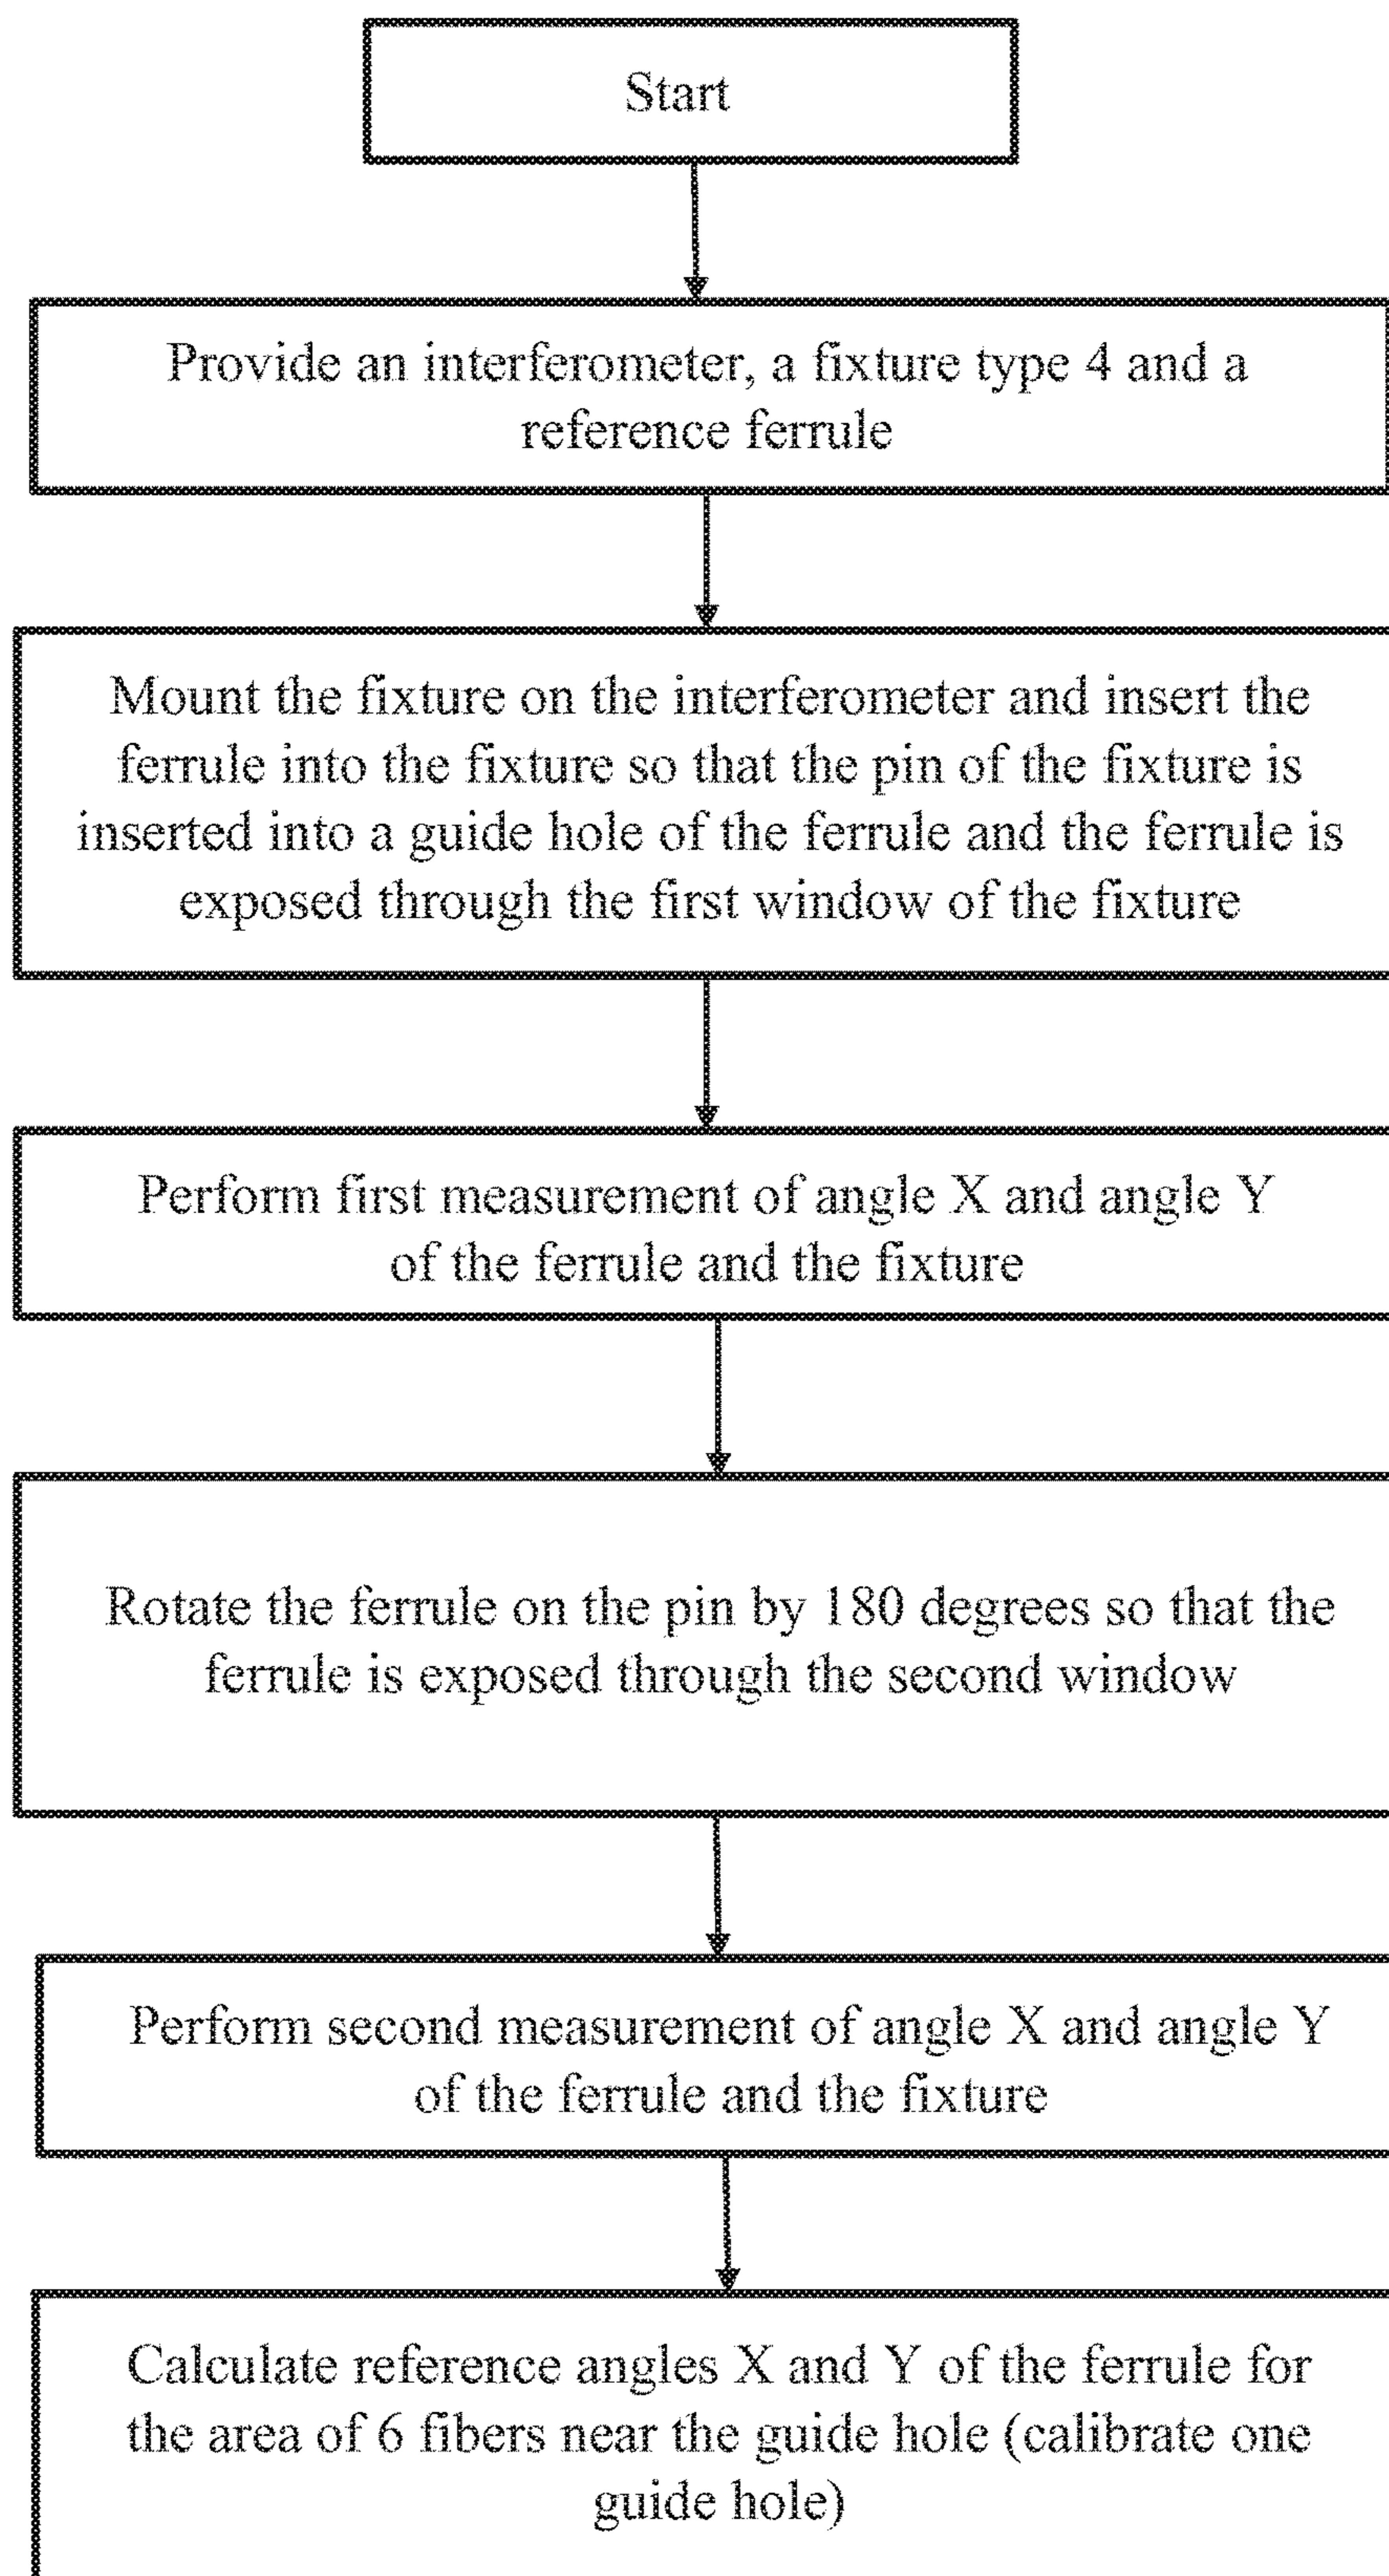 Start
Provide an interferometer, a fixture type 4 and a
reference ferrule
Mount the fixture on the interferometer and insert the
ferrule into the fixture so that the pin of the fixture is
inserted into a guide hole of the ferrule and the ferrule is
exposed through the first window of the fixture
Perform first measurement of angle X and angle Y
of the ferrule and the fixture
Rotate the ferrule on the pin by 180 degrees so that the
ferrule is exposed through the second window
Perform second measurement of angle X and angle Y
of the ferrule and the fixture
Calculate reference angles X and Y of the ferrule for
the area of 6 fibers near the guide hole (calibrate one
guide hole)